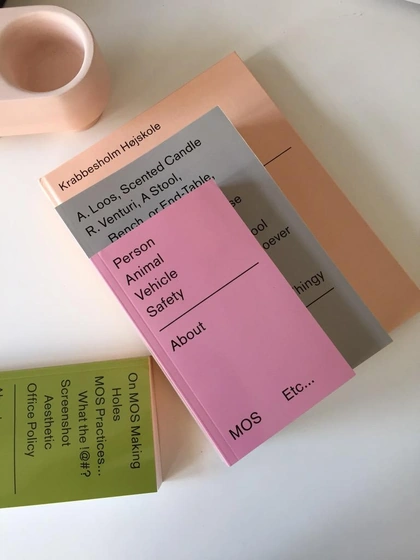 Krabbesholm Højskole
A. Loos, Scented Candle
R. Venturi, A Stool,
Bench, or End-Table,
Person
Animal
Vehicle
Safety
About
MOS
Etc...
On MOS Making
Holes
MOS Practices...
What the !@#?
Screenshot
Aesthetic
Office Policy